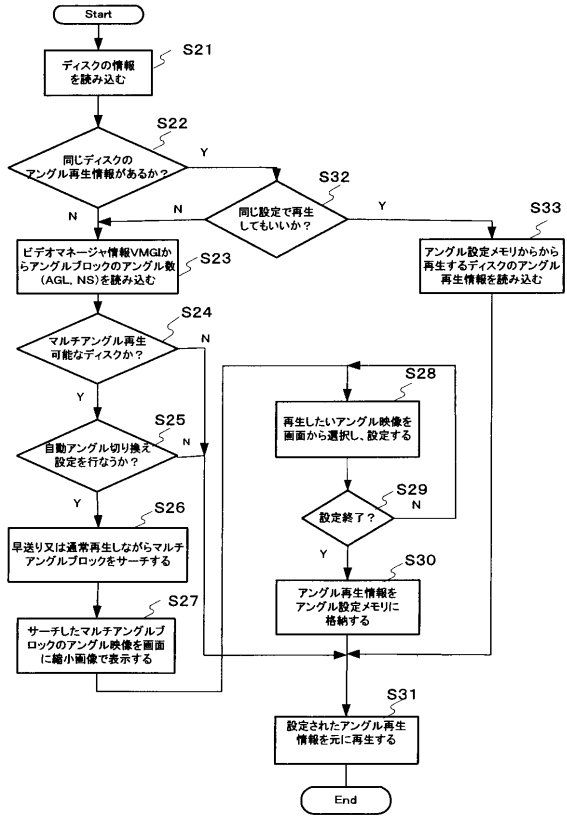 Start
S21
ディスクの情報
を読み込む
S22
同じディスクの
アングル再生情報があるか?
Y
N
S32
同じ設定で再生
してもいいか?
N
Y
S33
アングル設定メモリからから
再生するディスクのアングル
再生情報を読み込む
ビデオマネージャ情報VMGIか
らアングルブロックのアングル数
(AGL, NS)を読み込む
S23
S24
マルチアングル再生
可能なディスクか?
N
Y
S25
自動アングル切り換え
設定を行なうか?
N
Y
S26
早送り又は通常再生しながらマルチ
アングルブロックをサーチする
S27
サーチしたマルチアングルブ
ロックのアングル映像を画面
に縮小画像で表示する
S28
再生したいアングル映像を
画面から選択し、設定する
S29
設定終了?
N
Y
S30
アングル再生情報を
アングル設定メモリに
格納する
S31
設定されたアングル再生
情報を元に再生する
End